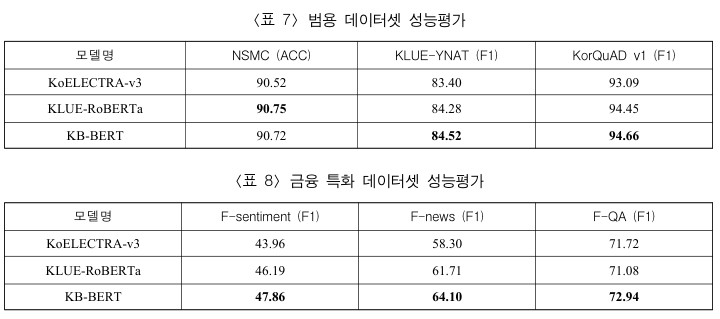 〈표 7〉 범용 데이터셋 성능평가
모델명 NSMC (ACC) KLUE-YNAT (F1) KorQuAD v1 (F1)
KoELECTRA-v3 90.52 83.40 93.09
KLUE-RoBERTa 90.75 84.28 94.45
KB-BERT 90.72 84.52 94.66
〈표 8〉 금융 특화 데이터셋 성능평가
모델명 F-sentiment (F1) F-news (F1) F-QA (F1)
KoELECTRA-v3 43.96 58.30 71.72
KLUE-RoBERTa 46.19 61.71 71.08
KB-BERT 47.86 64.10 72.94